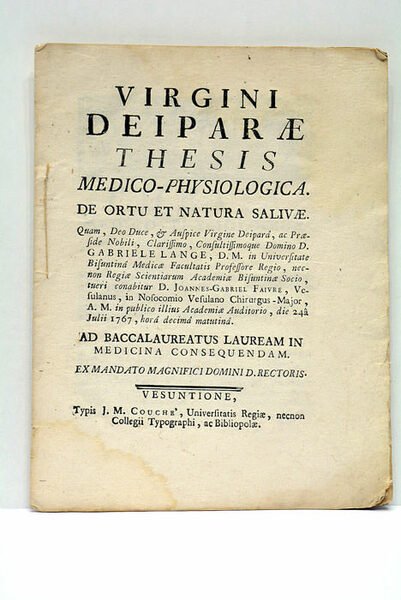 VIRGINI
DEIPARÆ
THESIS
MEDICO-PHYSIOLOGICA.
DE ORTU ET NATURA SALIVÆ.
Quam, Deo Duce, & Auſpice Virgine Deiparâ, ac Præ-
ſide Nobili, Clariſſimo, Conſultiſſimoque Domino D.
GABRIELE LANGE, D. M. in Univerſitate
Biſuntinâ Medicæ Facultatis Profeſſore Regio, nec-
non Regiæ Scientiarum Academiæ Biſuntinæ Socio,
tueri conabitur D. JOANNES-GABRIEL FAIVRE, Ve-
ſulanus, in Noſocomio Veſulano Chirurgus-Major,
A. M. in publico illius Academiæ Auditorio, die 24â
Julii 1767, horâ decimâ matutinâ.
AD BACCALAUREATUS LAUREAM IN
MEDICINA CONSEQUENDAM.
EX MANDATO MAGNIFICI DOMINI D. RECTORIS.
VESUNTIONE,
Typis J. M. COUCHÉ, Univerſitatis Regiæ, necnon
Collegii Typographi, ac Bibliopolæ.